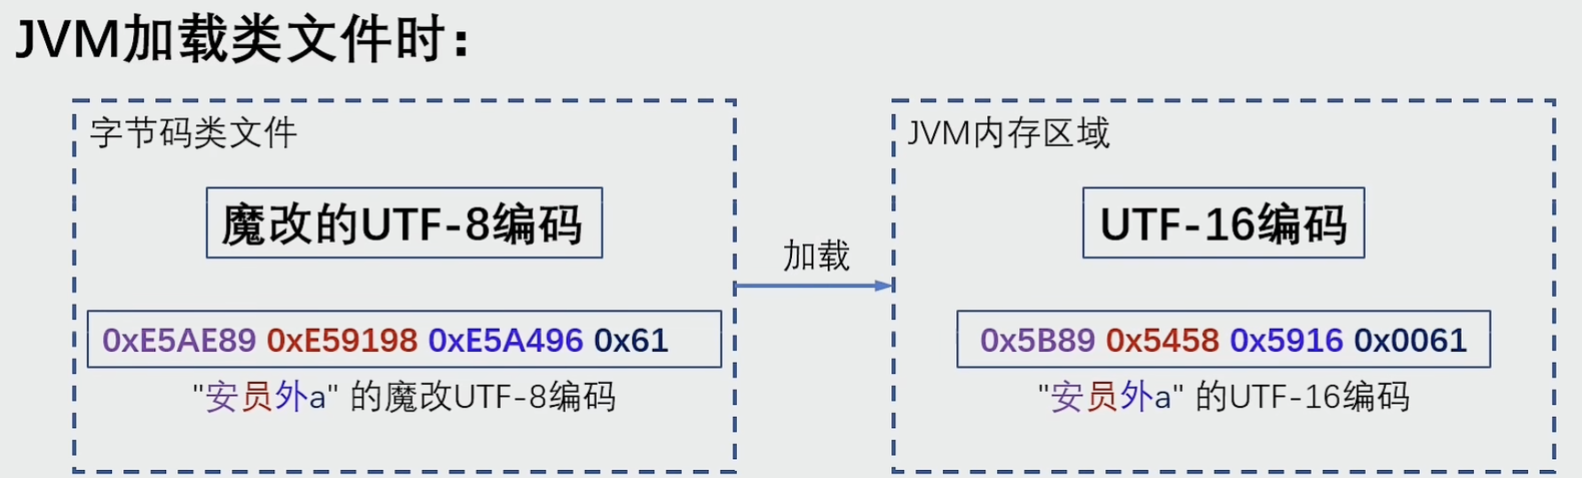 JVM加载类文件时：
字节码类文件
魔改的UTF-8编码
0xE5AE89 0xE59198 0xE5A496 0x61
"安员外a" 的魔改UTF-8编码
加载
JVM内存区域
UTF-16编码
0x5B89 0x5458 0x5916 0x0061
"安员外a" 的UTF-16编码